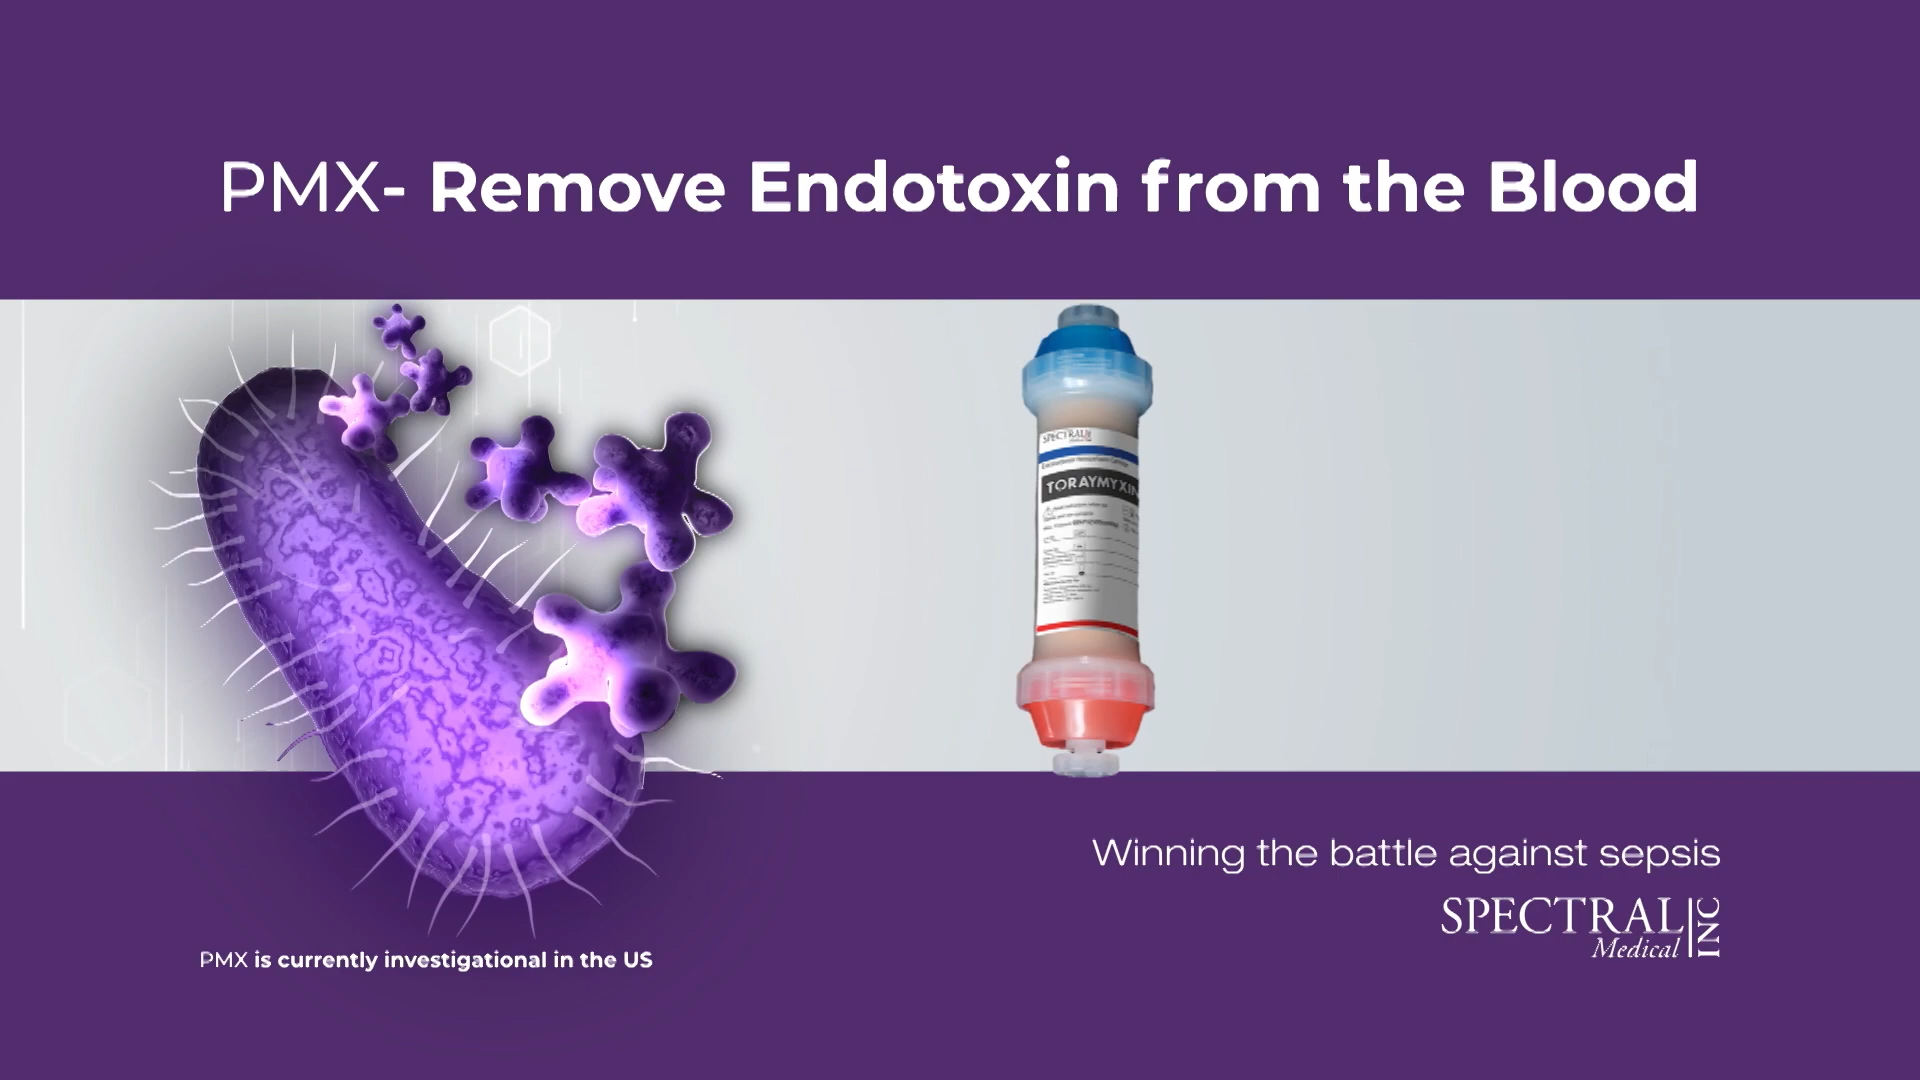 PMX- Remove Endotoxin from the Blood
SPECTRAL
TORAYMYXIN
Winning the battle against sepsis
SPECTRAL INC
Medical
PMX is currently investigational in the US